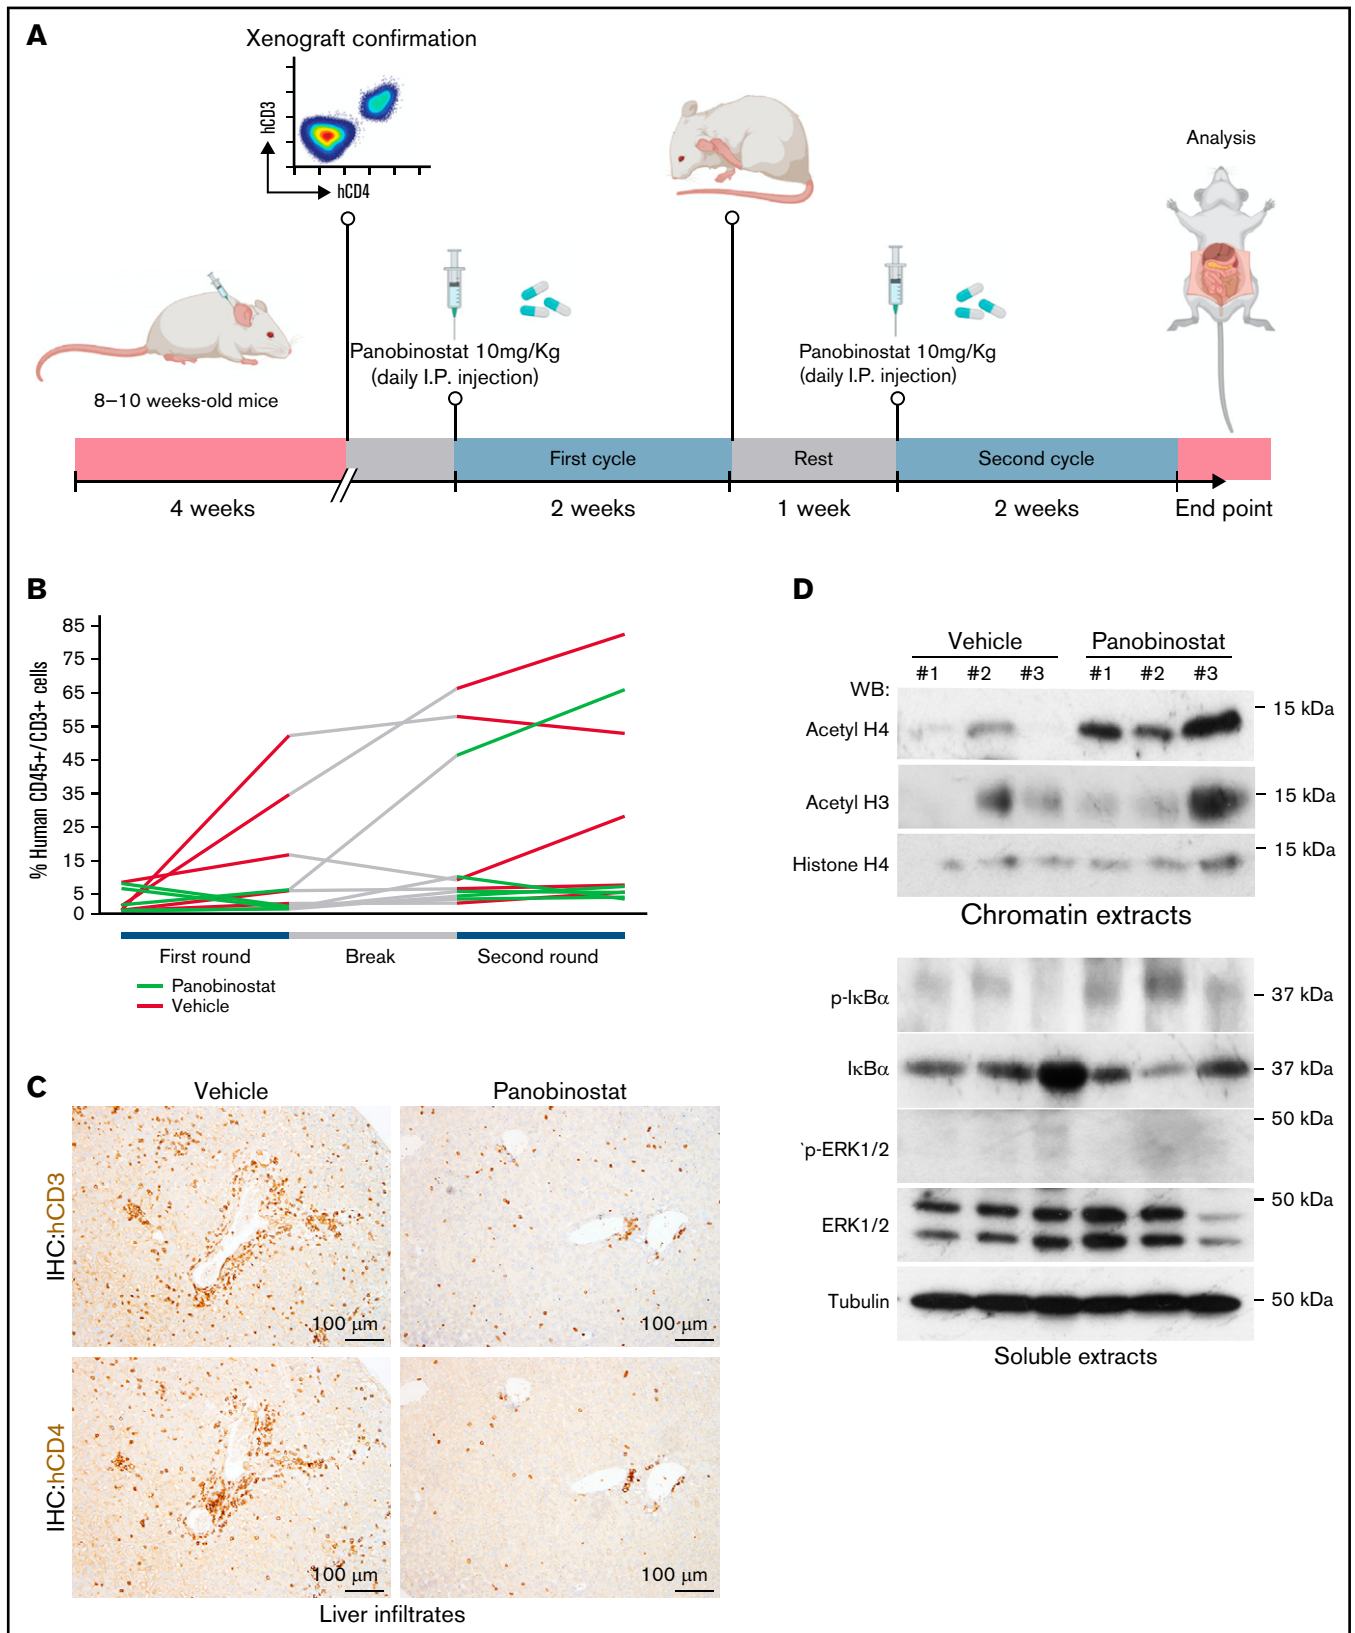 A
Xenograft confirmation
hCD3
hCD4
Analysis
8–10 weeks-old mice
Panobinostat 10mg/Kg
(daily I.P. injection)
Panobinostat 10mg/Kg
(daily I.P. injection)
First cycle
Rest
Second cycle
4 weeks
2 weeks
1 week
2 weeks
End point
B
% Human CD45+/CD3+ cells
85
75
65
55
45
35
25
15
5
0
First round
Break
Second round
Panobinostat
Vehicle
C
Vehicle
Panobinostat
IHC:hCD3
100 μm
100 μm
IHC:hCD4
100 μm
100 μm
Liver infiltrates
D
Vehicle
Panobinostat
#1 #2 #3 #1 #2 #3
WB:
Acetyl H4
15 kDa
Acetyl H3
15 kDa
Histone H4
15 kDa
Chromatin extracts
p-IκBα
37 kDa
IκBα
37 kDa
50 kDa
`p-ERK1/2
50 kDa
ERK1/2
Tubulin
50 kDa
Soluble extracts